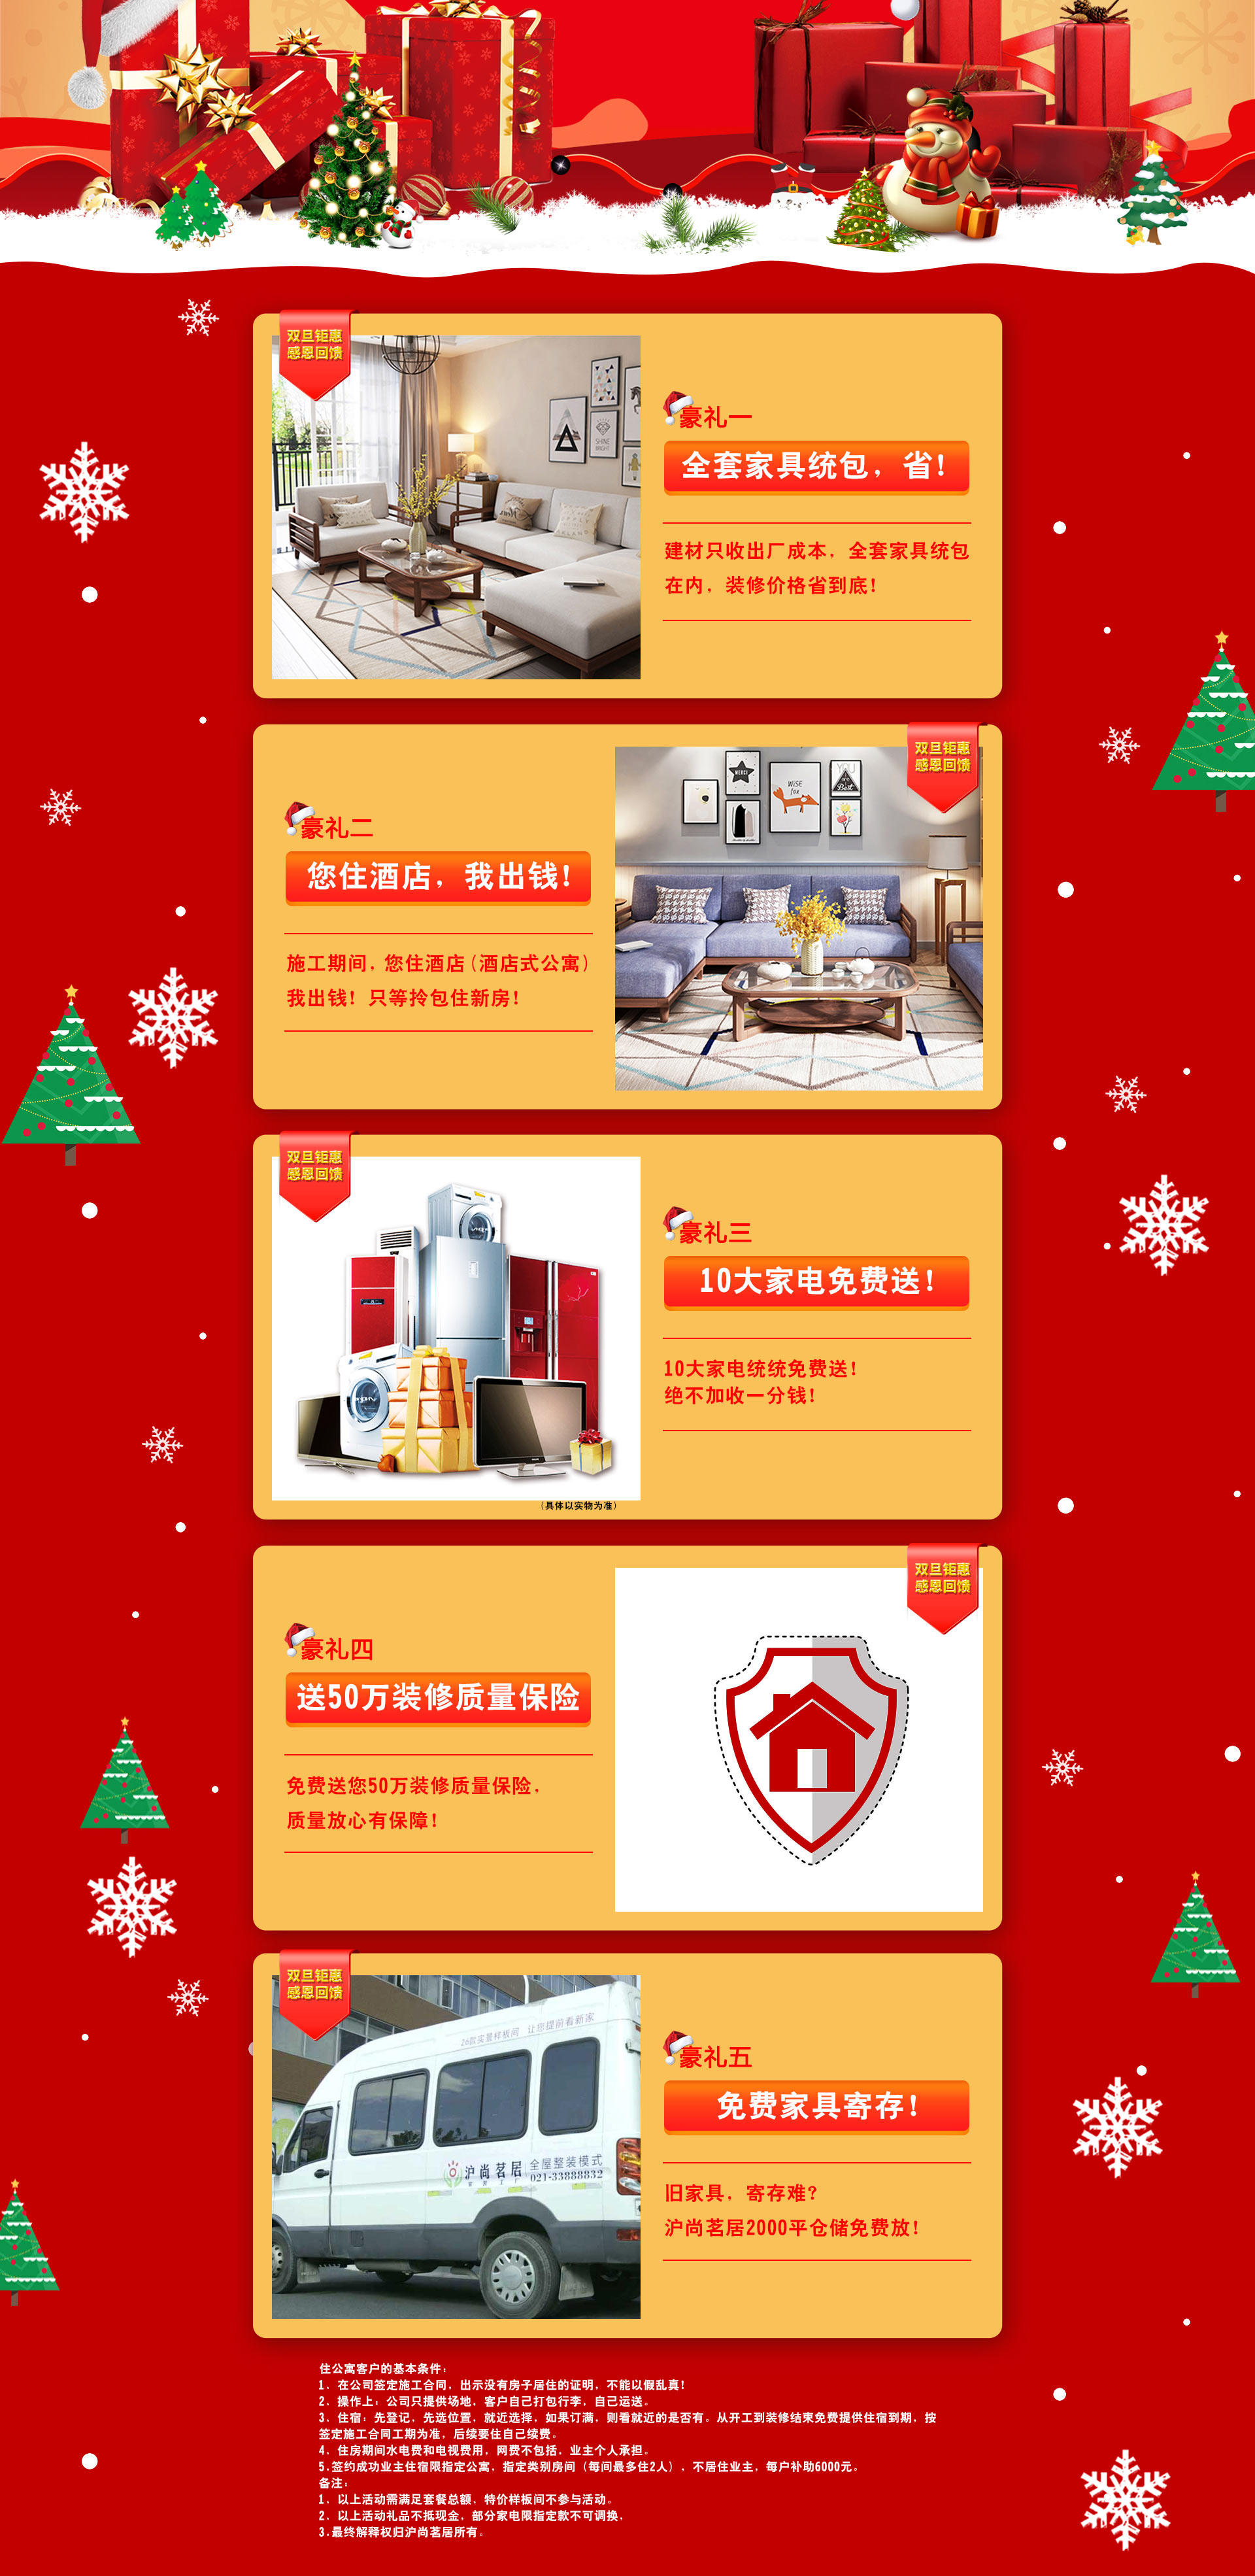 双旦钜惠
感恩回馈
SHINE
BRIGHT
豪礼一
全套家具统包，省！
建材只收出厂成本，全套家具统包
在内，装修价格省到底！
双旦钜惠
感恩回馈
MERCI
WiSE
fox
YOU
Best
豪礼二
您住酒店，我出钱！
施工期间，您住酒店（酒店式公寓）
我出钱！只等拎包住新房！
双旦钜惠
感恩回馈
豪礼三
10大家电免费送！
10大家电统统免费送！
绝不加收一分钱！
（具体以实物为准）
双旦钜惠
感恩回馈
豪礼四
送50万装修质量保险
免费送您50万装修质量保险，
质量放心有保障！
双旦钜惠
感恩回馈
26款实景样板间 让您提前看新家
沪尚茗居 全屋整装模式
021-33888832
豪礼五
免费家具寄存！
旧家具，寄存难？
沪尚茗居2000平仓储免费放！
住公寓客户的基本条件：
1、在公司签定施工合同，出示没有房子居住的证明，不能以假乱真！
2、操作上：公司只提供场地，客户自己打包行李，自己运送。
3、住宿：先登记，先选位置，就近选择，如果订满，则看就近的是否有。从开工到装修结束免费提供住宿到期，按
签定施工合同工期为准，后续要住自己续费。
4、住房期间水电费和电视费用，网费不包括，业主个人承担。
5.签约成功业主住宿限指定公寓，指定类别房间（每间最多住2人），不居住业主，每户补助6000元。
备注：
1、以上活动需满足套餐总额，特价样板间不参与活动。
2、以上活动礼品不抵现金，部分家电限指定款不可调换，
3.最终解释权归沪尚茗居所有。